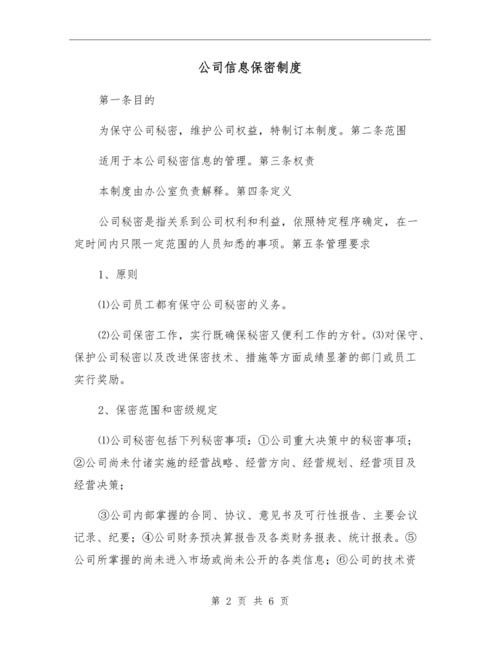 公司信息保密制度
第一条目的
为保守公司秘密，维护公司权益，特制订本制度。第二条范围
适用于本公司秘密信息的管理。第三条权责
本制度由办公室负责解释。第四条定义
公司秘密是指关系到公司权利和利益，依照特定程序确定，在一
定时间内只限一定范围的人员知悉的事项。第五条管理要求
1、原则
⑴公司员工都有保守公司秘密的义务。
⑵公司保密工作，实行既确保秘密又便利工作的方针。⑶对保守、
保护公司秘密以及改进保密技术、措施等方面成绩显著的部门或员工
实行奖励。
2、保密范围和密级规定
⑴公司秘密包括下列秘密事项：①公司重大决策中的秘密事项；
②公司尚未付诸实施的经营战略、经营方向、经营规划、经营项目及
经营决策；
③公司内部掌握的合同、协议、意见书及可行性报告、主要会议
记录、纪要；④公司财务预决算报告及各类财务报表、统计报表。⑤
公司所掌握的尚未进入市场或尚未公开的各类信息；⑥公司的技术资
第 2 页 共 6 页